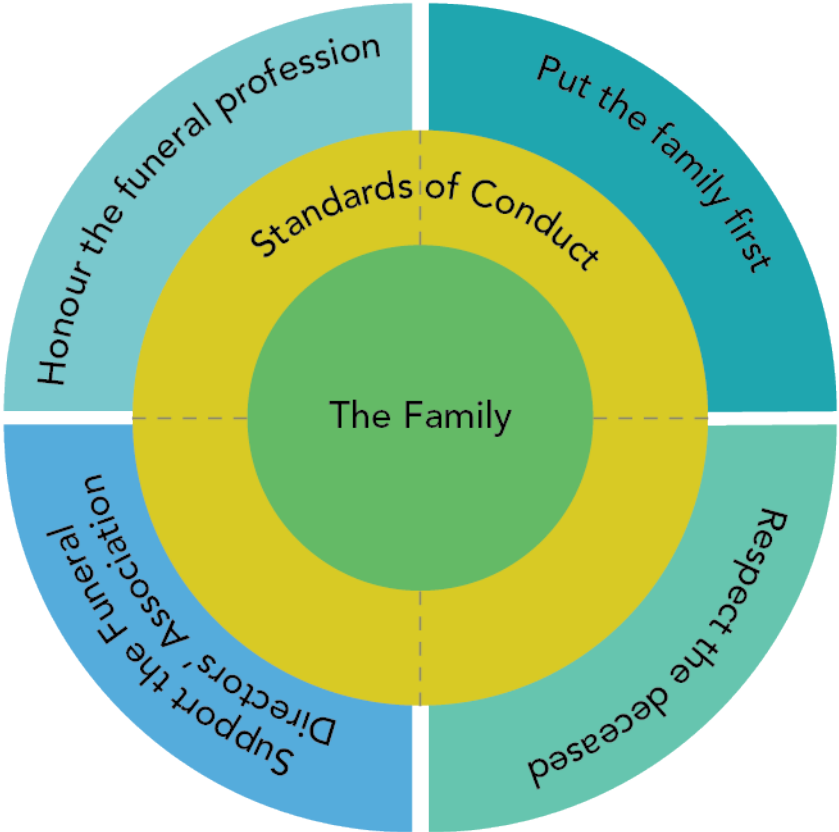 Honour the funeral profession
Put the family first
Standards of Conduct
The Family
Respect the deceased
Support the Funeral
Directors’ Association